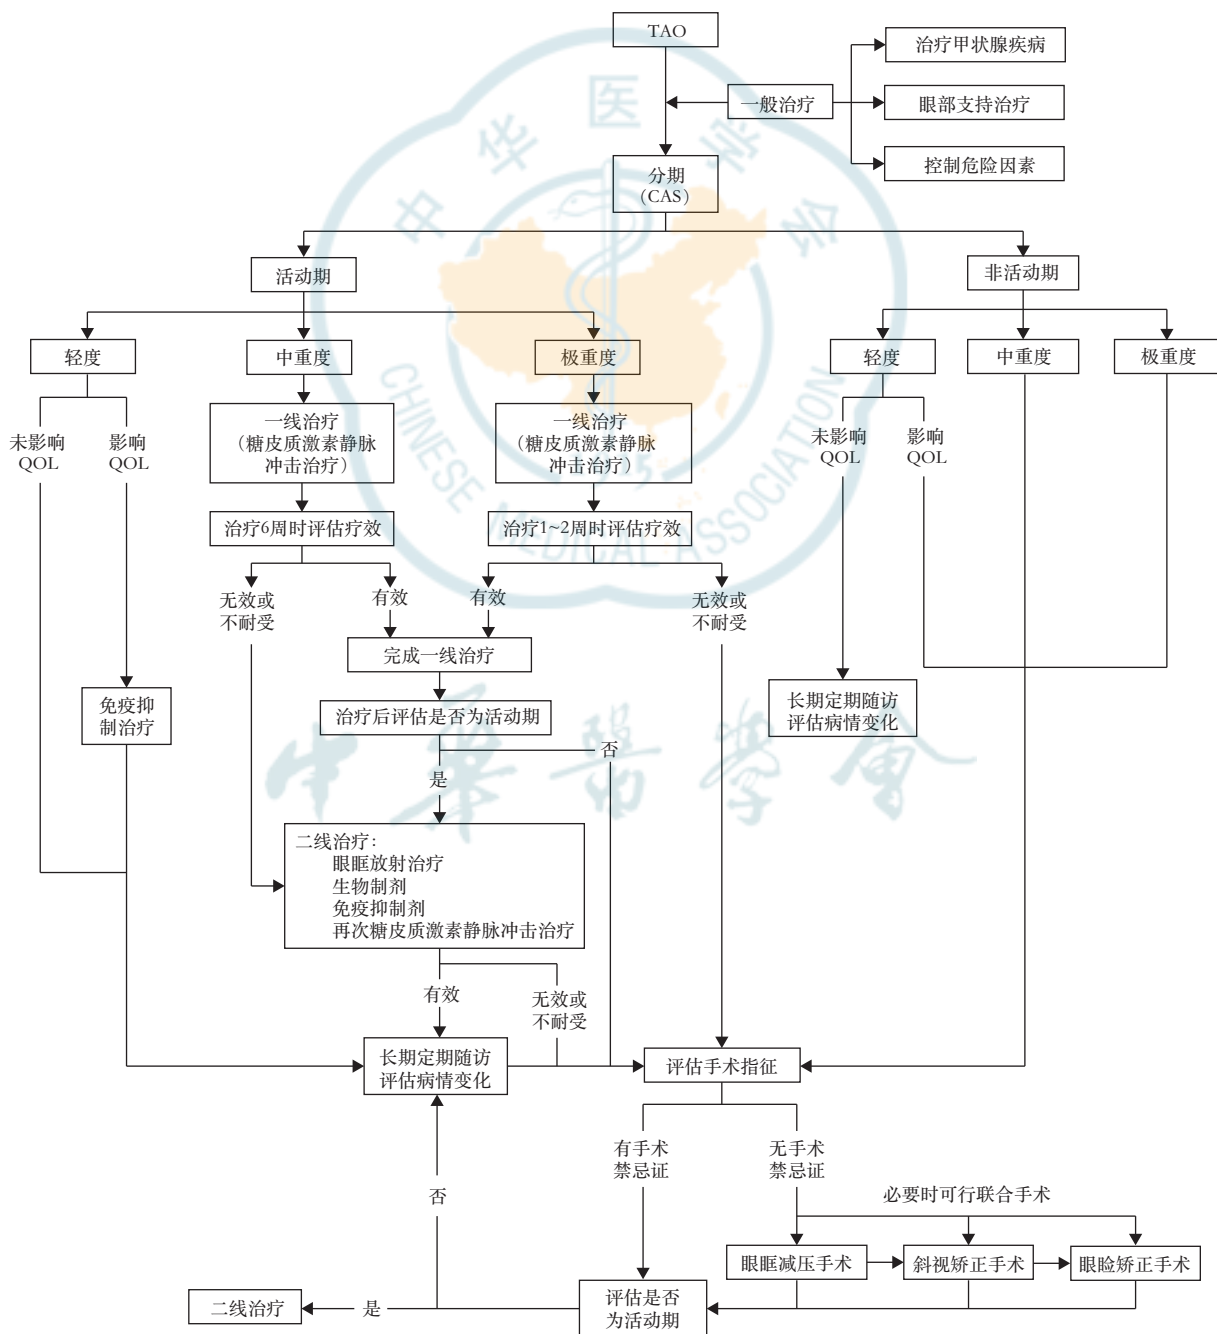 TAO
治疗甲状腺疾病
一般治疗
眼部支持治疗
控制危险因素
分期
（CAS）
活动期
非活动期
轻度
中重度
极重度
轻度
中重度
极重度
未影响
QOL
影响
QOL
一线治疗
（糖皮质激素静脉
冲击治疗）
一线治疗
（糖皮质激素静脉
冲击治疗）
未影响
QOL
影响
QOL
治疗6周时评估疗效
治疗1~2周时评估疗效
无效或
不耐受
有效
有效
无效或
不耐受
完成一线治疗
免疫抑
制治疗
治疗后评估是否为活动期
长期定期随访
评估病情变化
否
是
二线治疗：
眼眶放射治疗
生物制剂
免疫抑制剂
再次糖皮质激素静脉冲击治疗
有效
无效或
不耐受
长期定期随访
评估病情变化
评估手术指征
有手术
禁忌证
无手术
禁忌证
否
必要时可行联合手术
眼眶减压手术
斜视矫正手术
眼睑矫正手术
二线治疗
是
评估是否
为活动期
中华医学会
CHINESE MEDICAL ASSOCIATION
1915
中華醫學會